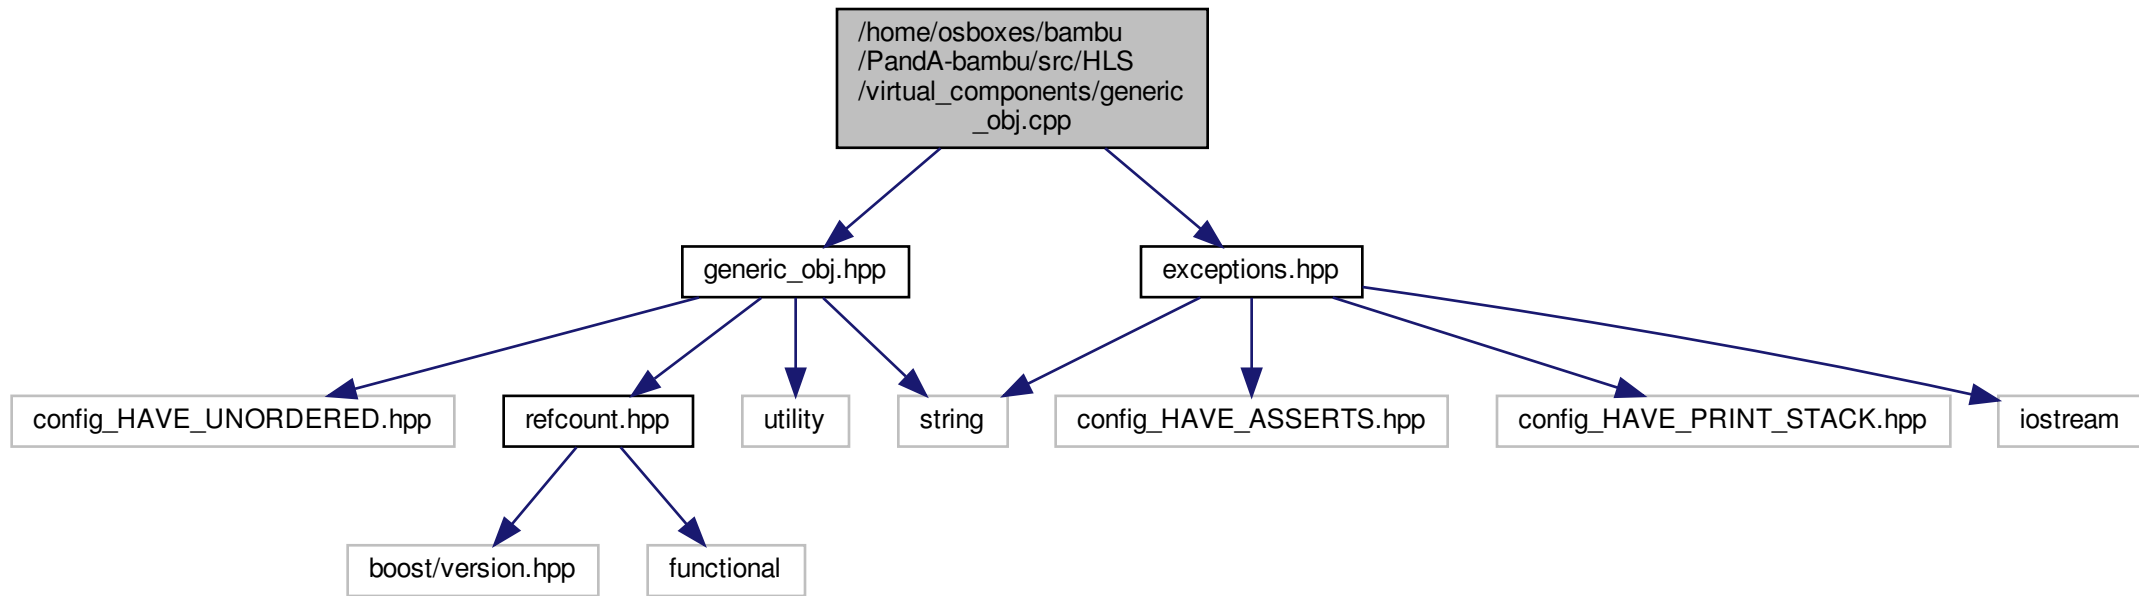 /home/osboxes/bambu
/PandA-bambu/src/HLS
/virtual_components/generic
_obj.cpp
generic_obj.hpp
exceptions.hpp
config_HAVE_UNORDERED.hpp
refcount.hpp
utility
string
config_HAVE_ASSERTS.hpp
config_HAVE_PRINT_STACK.hpp
iostream
boost/version.hpp
functional